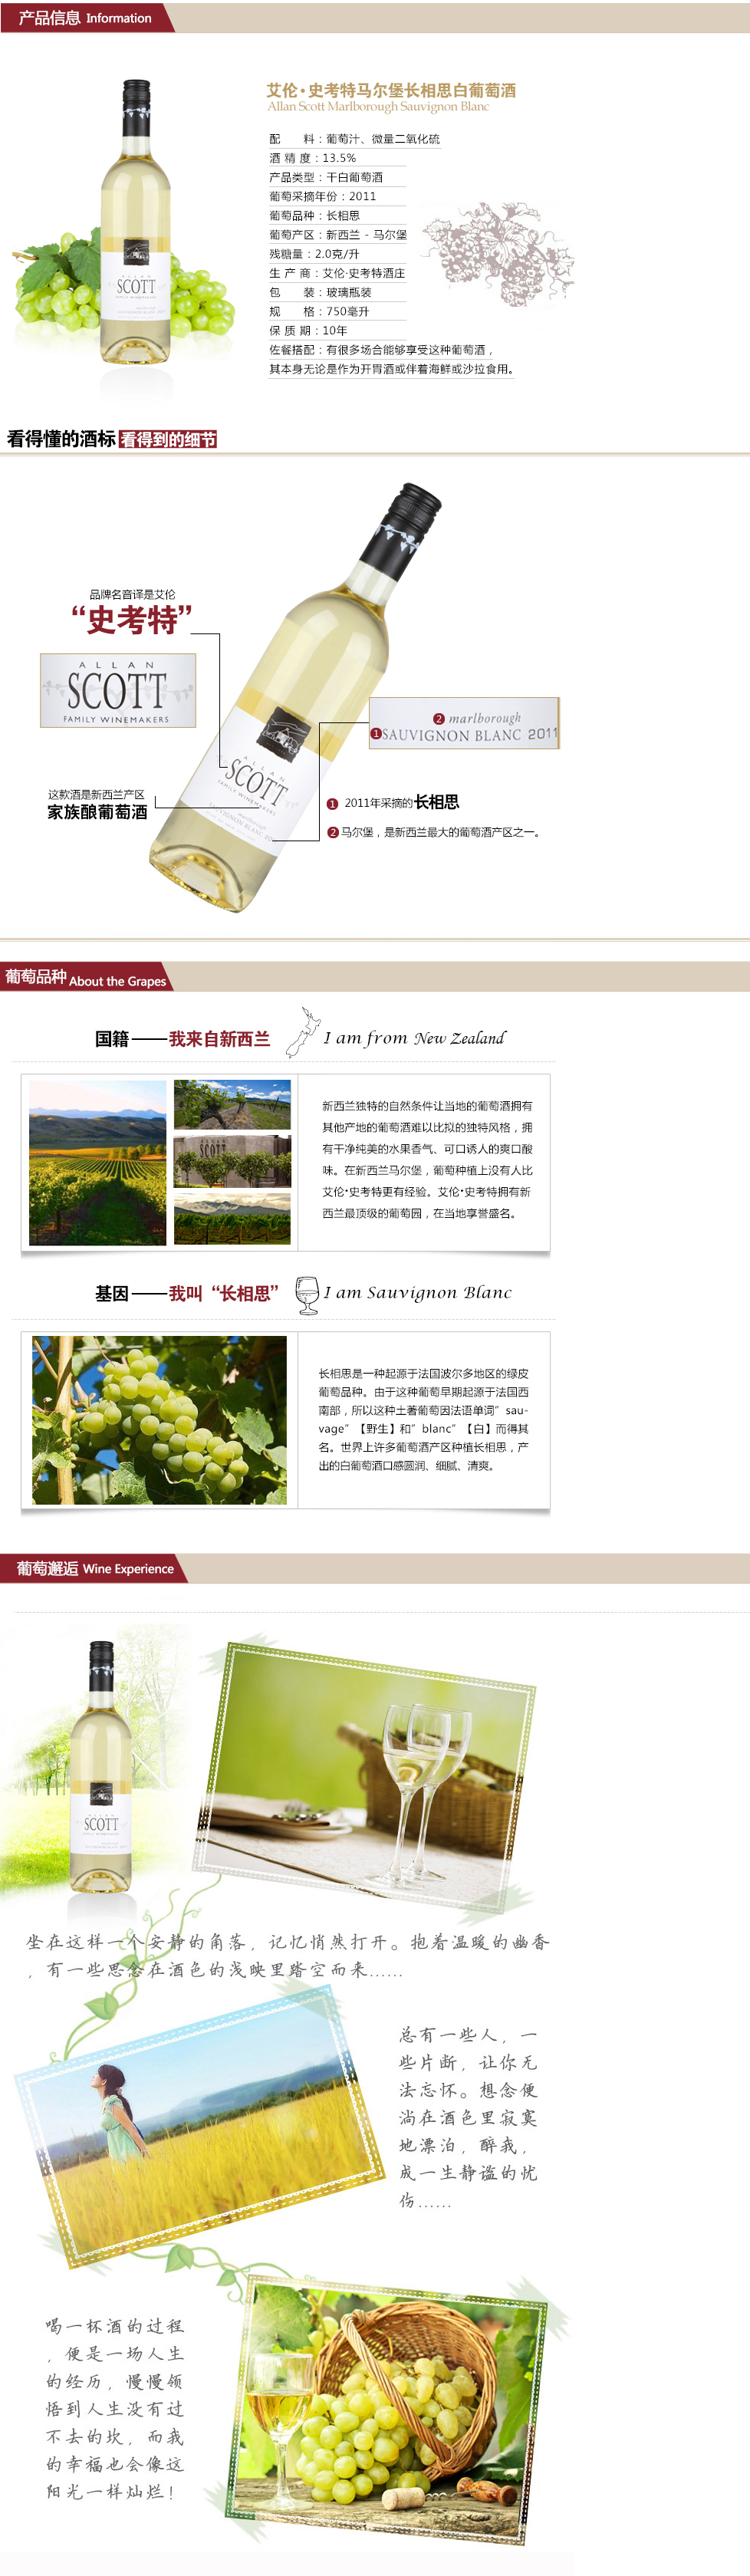 产品信息 Information
艾伦•史考特马尔堡长相思白葡萄酒
Allan Scott Marlborough Sauvignon Blanc
配 料：葡萄汁、微量二氧化硫
酒 精 度：13.5%
产品类型：干白葡萄酒
葡萄采摘年份：2011
葡萄品种：长相思
葡萄产区：新西兰 - 马尔堡
残糖量：2.0克/升
生 产 商：艾伦·史考特酒庄
包 装：玻璃瓶装
规 格：750毫升
保 质 期：10年
佐餐搭配：有很多场合能够享受这种葡萄酒，
其本身无论是作为开胃酒或伴着海鲜或沙拉食用。
ALLAN
SCOTT
FAMILY WINEMAKERS
看得懂的酒标 看得到的细节
品牌名音译是艾伦
“史考特”
ALLAN
SCOTT
FAMILY WINEMAKERS
2 marlborough
1 SAUVIGNON BLANC 2011
ALLAN
SCOTT
FAMILY WINEMAKERS
marlborough
SAUVIGNON BLANC
这款酒是新西兰产区
家族酿葡萄酒
1 2011年采摘的长相思
2 马尔堡，是新西兰最大的葡萄酒产区之一。
葡萄品种 About the Grapes
国籍——我来自新西兰 I am from New Zealand
SCOTT
新西兰独特的自然条件让当地的葡萄酒拥有
其他产地的葡萄酒难以比拟的独特风格，拥
有干净纯美的水果香气、可口诱人的爽口酸
味。在新西兰马尔堡，葡萄种植上没有人比
艾伦•史考特更有经验。艾伦•史考特拥有新
西兰最顶级的葡萄园，在当地享誉盛名。
基因——我叫“长相思” I am Sauvignon Blanc
长相思是一种起源于法国波尔多地区的绿皮
葡萄品种。由于这种葡萄早期起源于法国西
南部，所以这种土著葡萄因法语单词”sau-
vage”【野生】和”blanc”【白】而得其
名。世界上许多葡萄酒产区种植长相思，产
出的白葡萄酒口感圆润、细腻、清爽。
葡萄邂逅 Wine Experience
ALLAN
SCOTT
FAMILY WINEMAKERS
坐在这样一个安静的角落，记忆悄然打开。抱着温暖的幽香
，有一些思念在酒色的浅映里踏空而来……
总有一些人，一
些片断，让你无
法忘怀。想念便
淌在酒色里寂寞
地漂泊，醉我，
成一生静谧的忧
伤……
喝一杯酒的过程
，便是一场人生
的经历，慢慢领
悟到人生没有过
不去的坎，而我
的幸福也会像这
阳光一样灿烂！